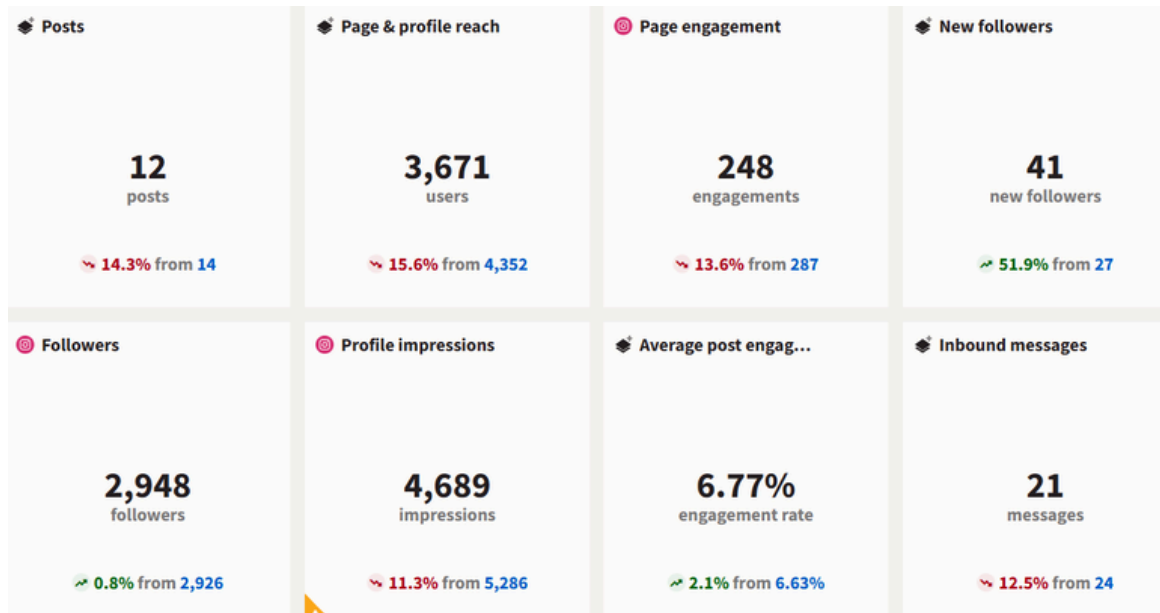 Posts
12
posts
14.3% from 14
Page & profile reach
3,671
users
15.6% from 4,352
Page engagement
248
engagements
13.6% from 287
New followers
41
new followers
51.9% from 27
Followers
2,948
followers
0.8% from 2,926
Profile impressions
4,689
impressions
11.3% from 5,286
Average post engag...
6.77%
engagement rate
2.1% from 6.63%
Inbound messages
21
messages
12.5% from 24